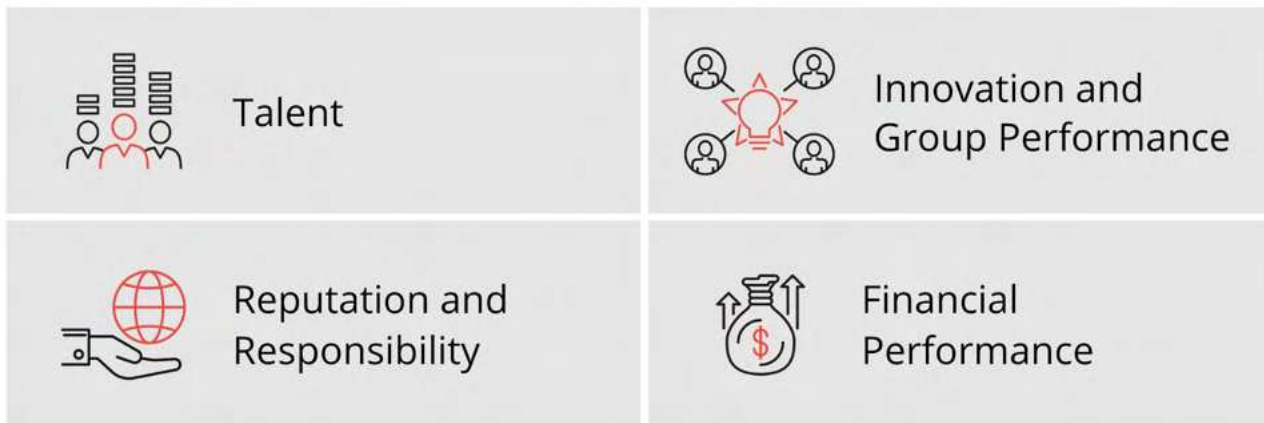 Talent
Innovation and
Group Performance
Reputation and
Responsibility
$
Financial
Performance